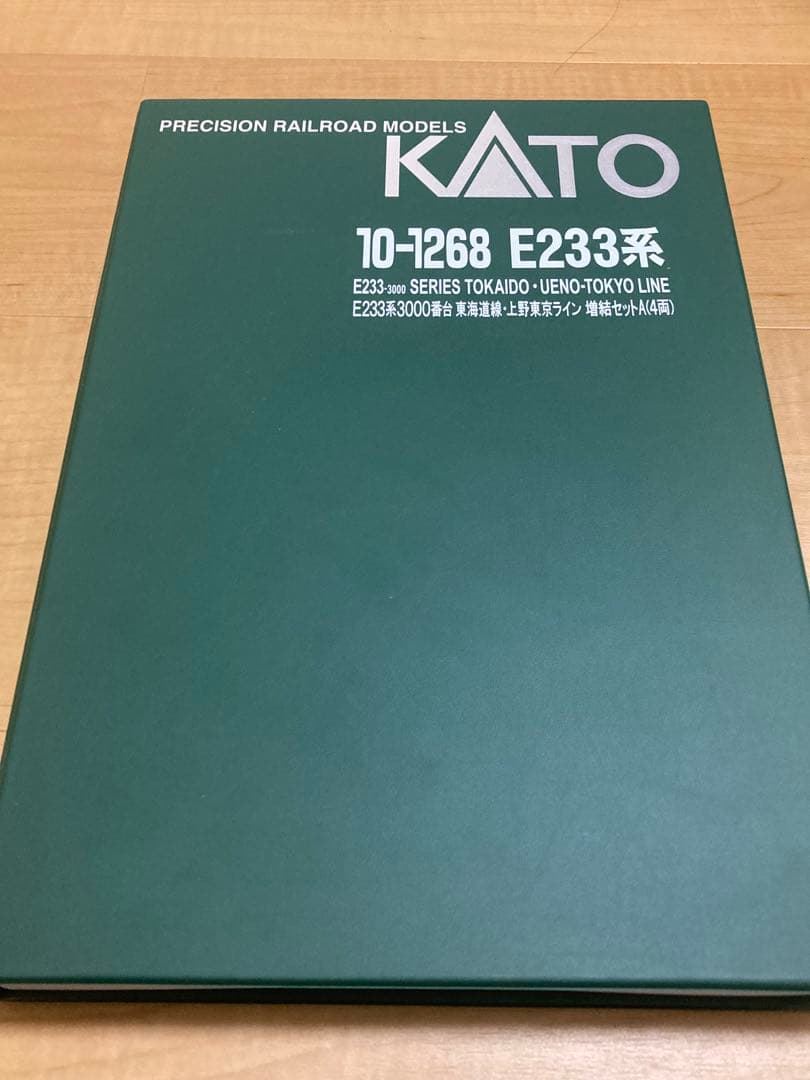 PRECISION RAILROAD MODELS
KATO
10-1268 E233系
E233-3000 SERIES TOKAIDO・UENO-TOKYO LINE
E233系3000番台 東海道線・上野東京ライン 増結セットA(4両)